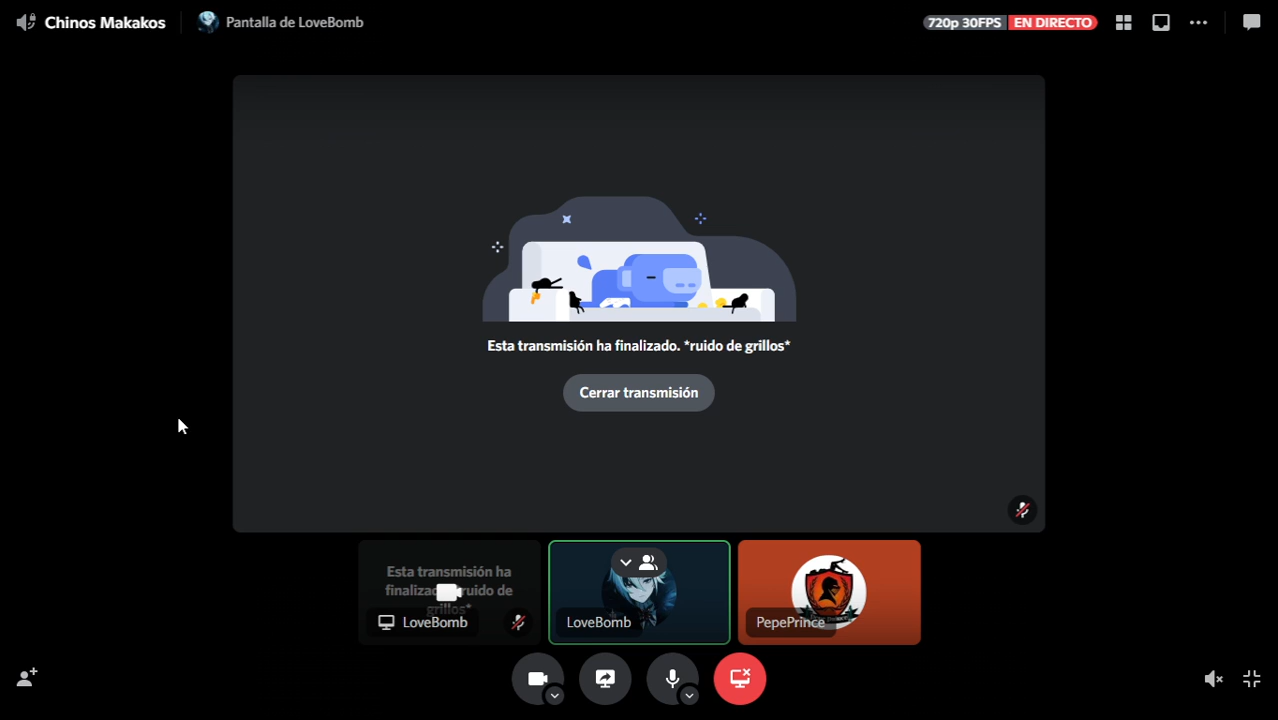 Chinos Makakos
Pantalla de LoveBomb
720p 30FPS EN DIRECTO
Esta transmisión ha finalizado. *ruido de grillos*
Cerrar transmisión
Esta transmisión ha
ruido de
grillos*
LoveBomb
LoveBomb
PepePrince